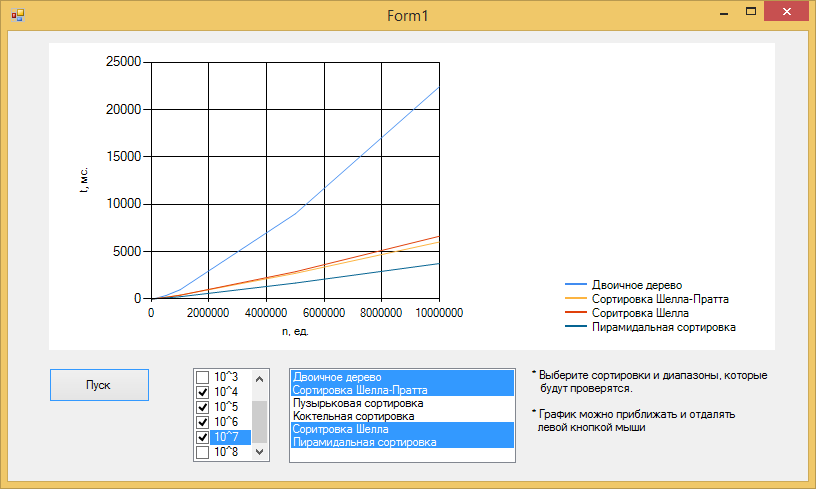 Form1
25000
20000
15000
10000
5000
0
t, мс.
0 2000000 4000000 6000000 8000000 10000000
n, ед.
Двоичное дерево
Сортировка Шелла-Пратта
Соритровка Шелла
Пирамидальная сортировка
Пуск
10^3
10^4
10^5
10^6
10^7
10^8
Двоичное дерево
Сортировка Шелла-Пратта
Пузырьковая сортировка
Коктельная сортировка
Соритровка Шелла
Пирамидальная сортировка
* Выберите сортировки и диапазоны, которые
будут проверятся.
* График можно приближать и отдалять
левой кнопкой мыши